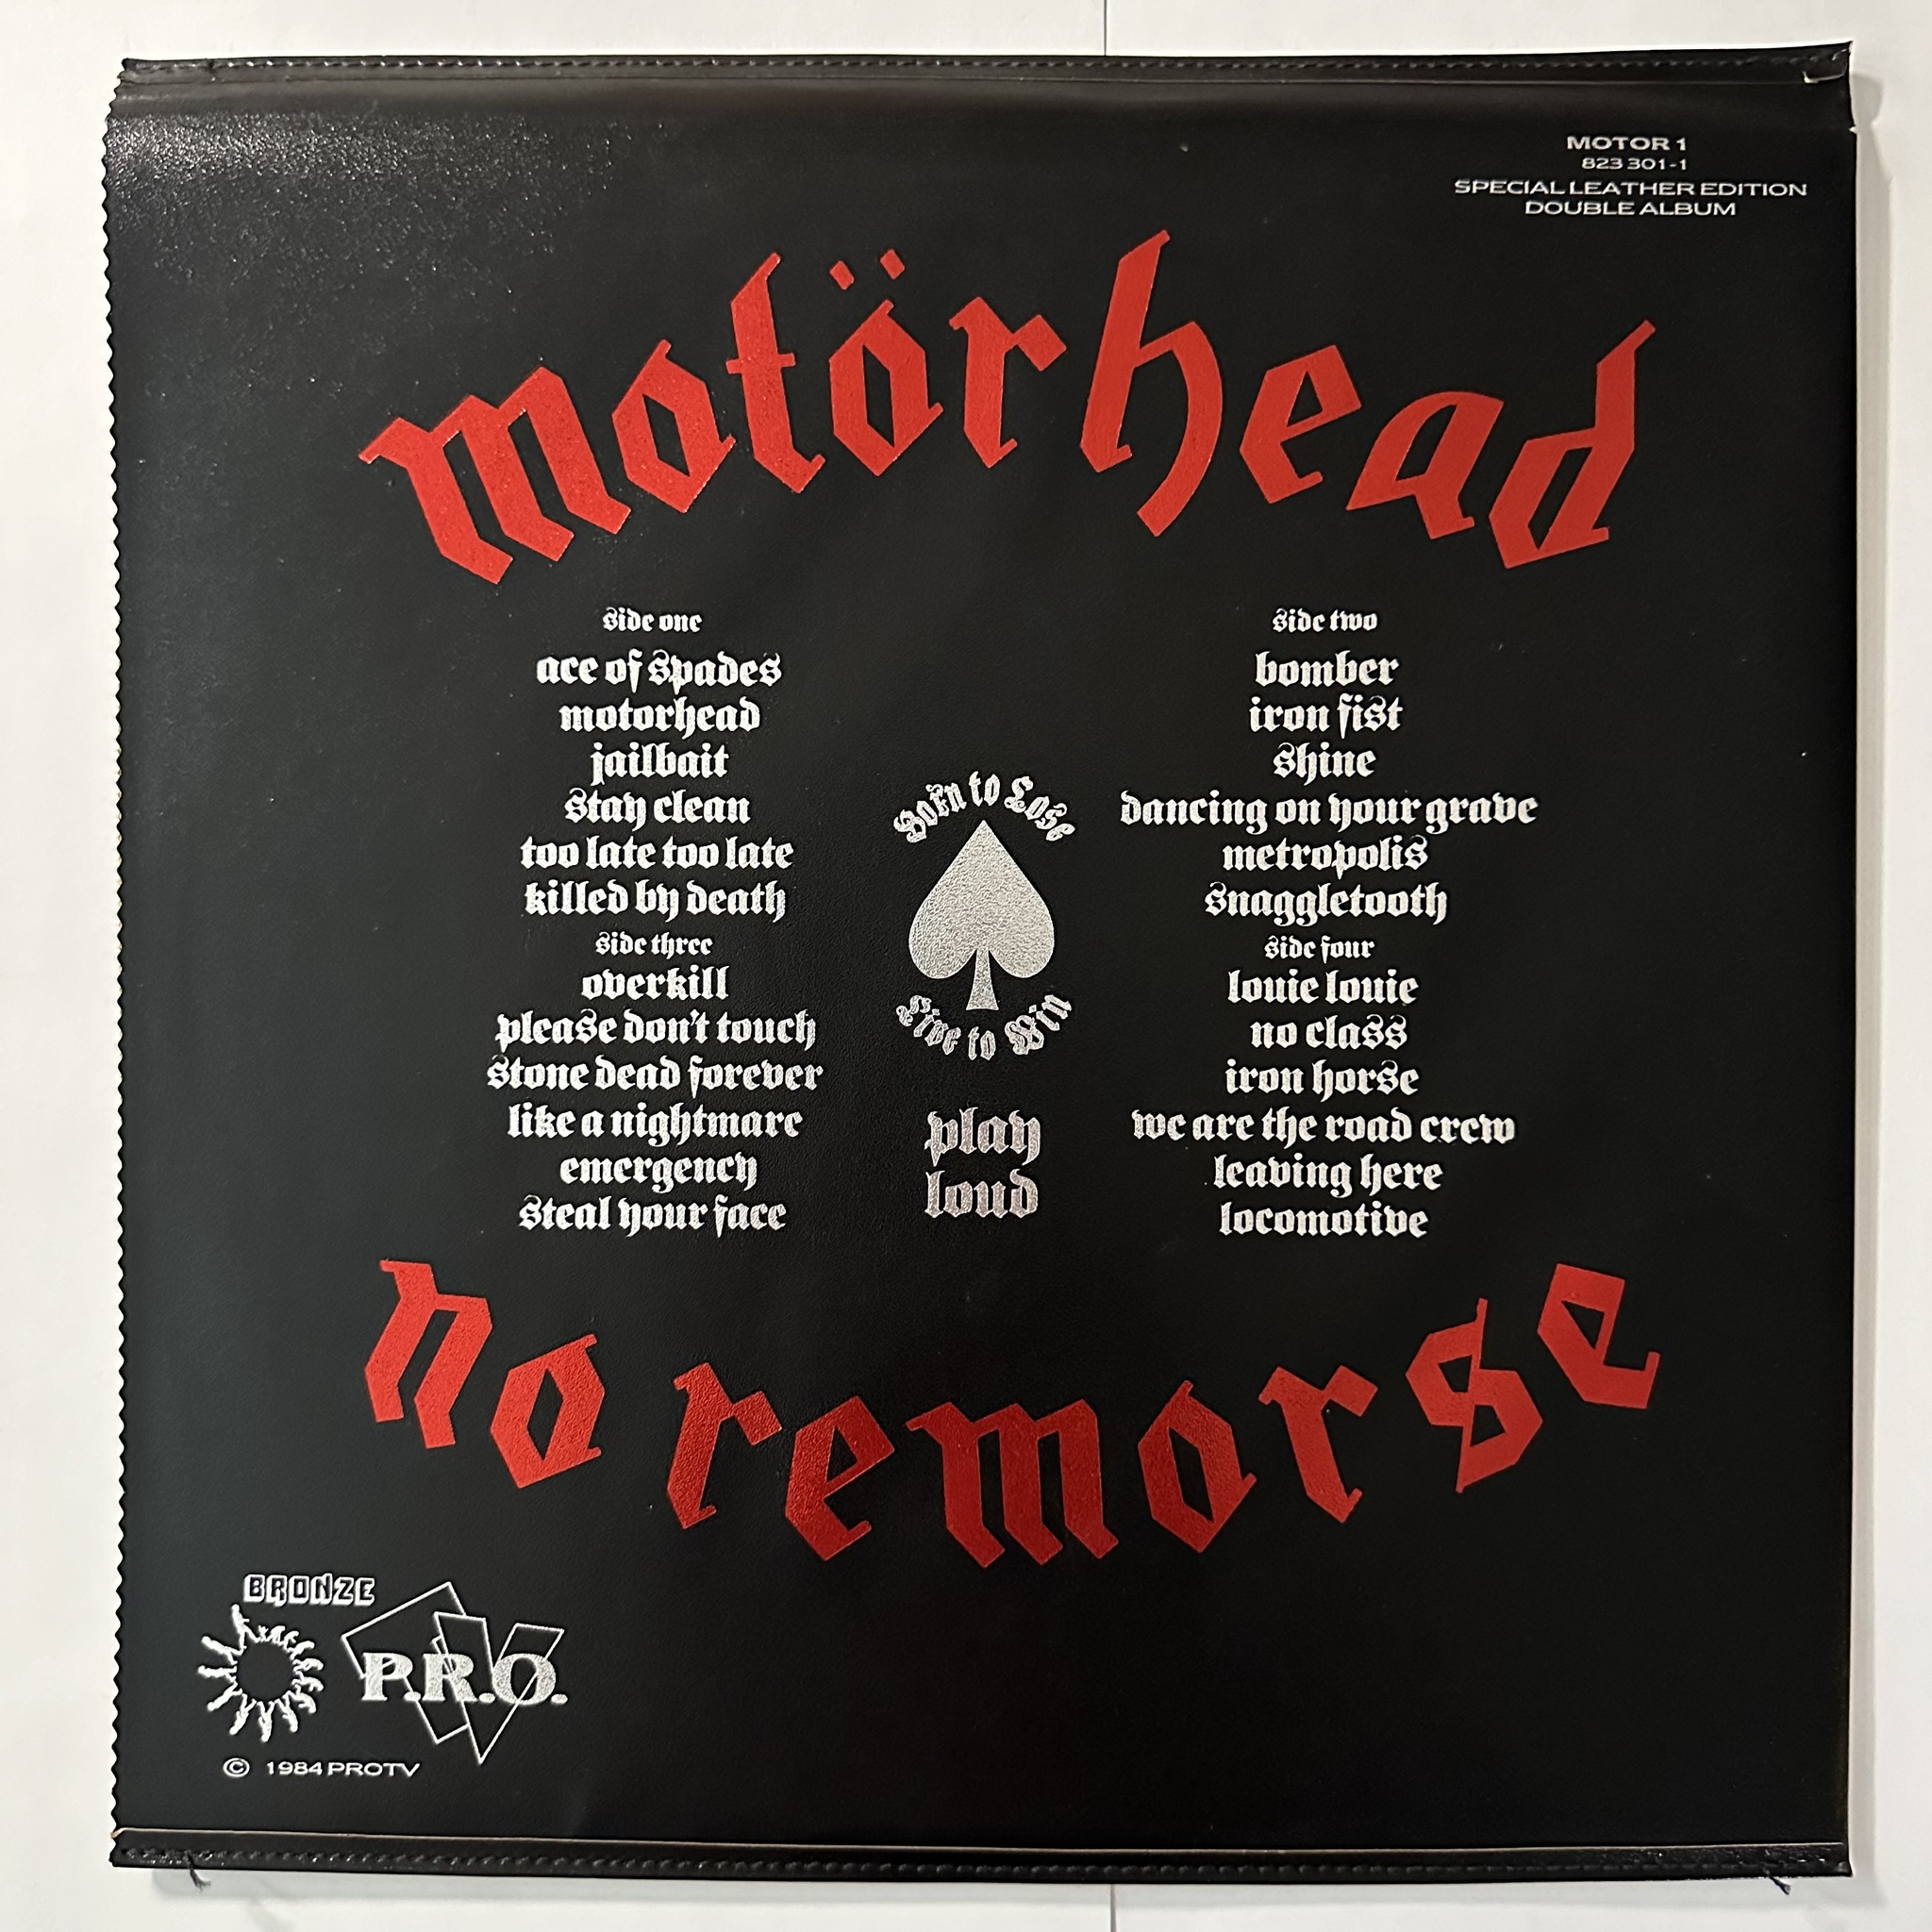 MOTOR 1
823 301-1
SPECIAL LEATHER EDITION
DOUBLE ALBUM
motörhead
side one
ace of spades
motorhead
jailbait
stay clean
too late too late
killed by death
side three
overkill
please don't touch
stone dead forever
like a nightmare
emergency
steal your face
Born to Lose
Live to Win
play
loud
side two
bomber
iron fist
shine
dancing on your grave
metropolis
snaggletooth
side four
louie louie
no class
iron horse
we are the road crew
leaving here
locomotive
no remorse
BRONZE
P.R.O.
© 1984 PROTV